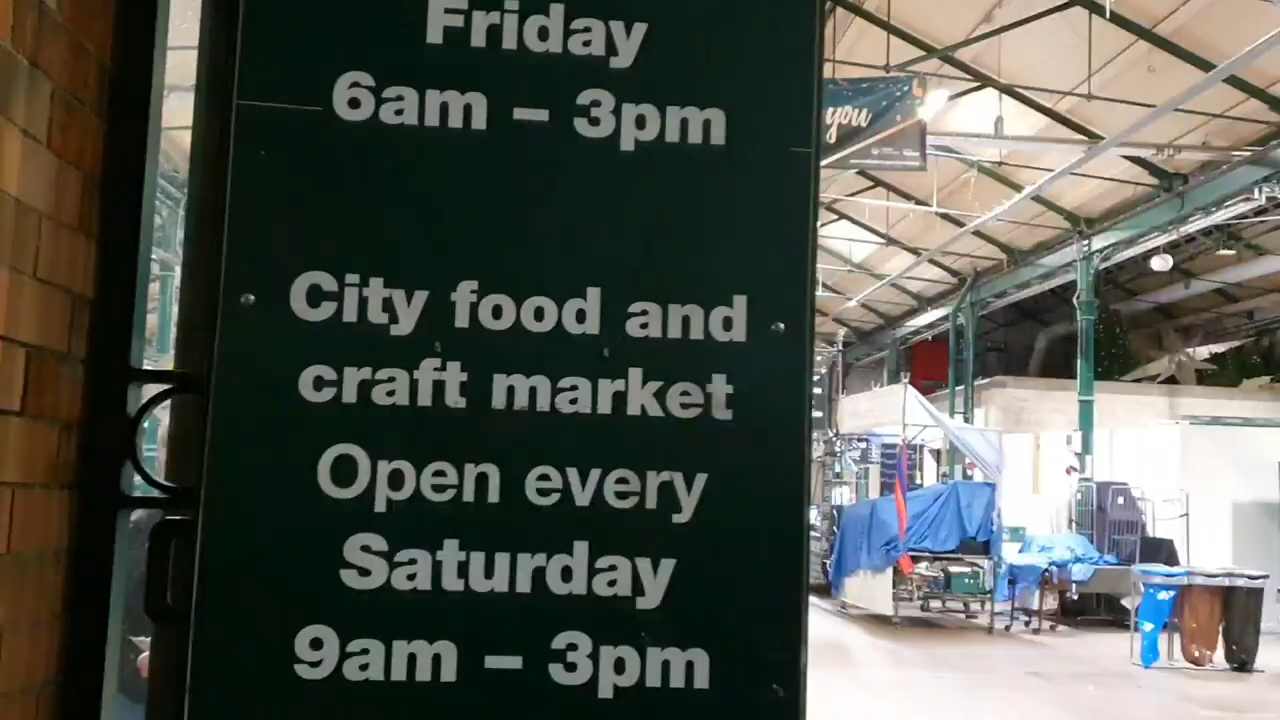 Friday
6am – 3pm
City food and
craft market
Open every
Saturday
9am – 3pm
you